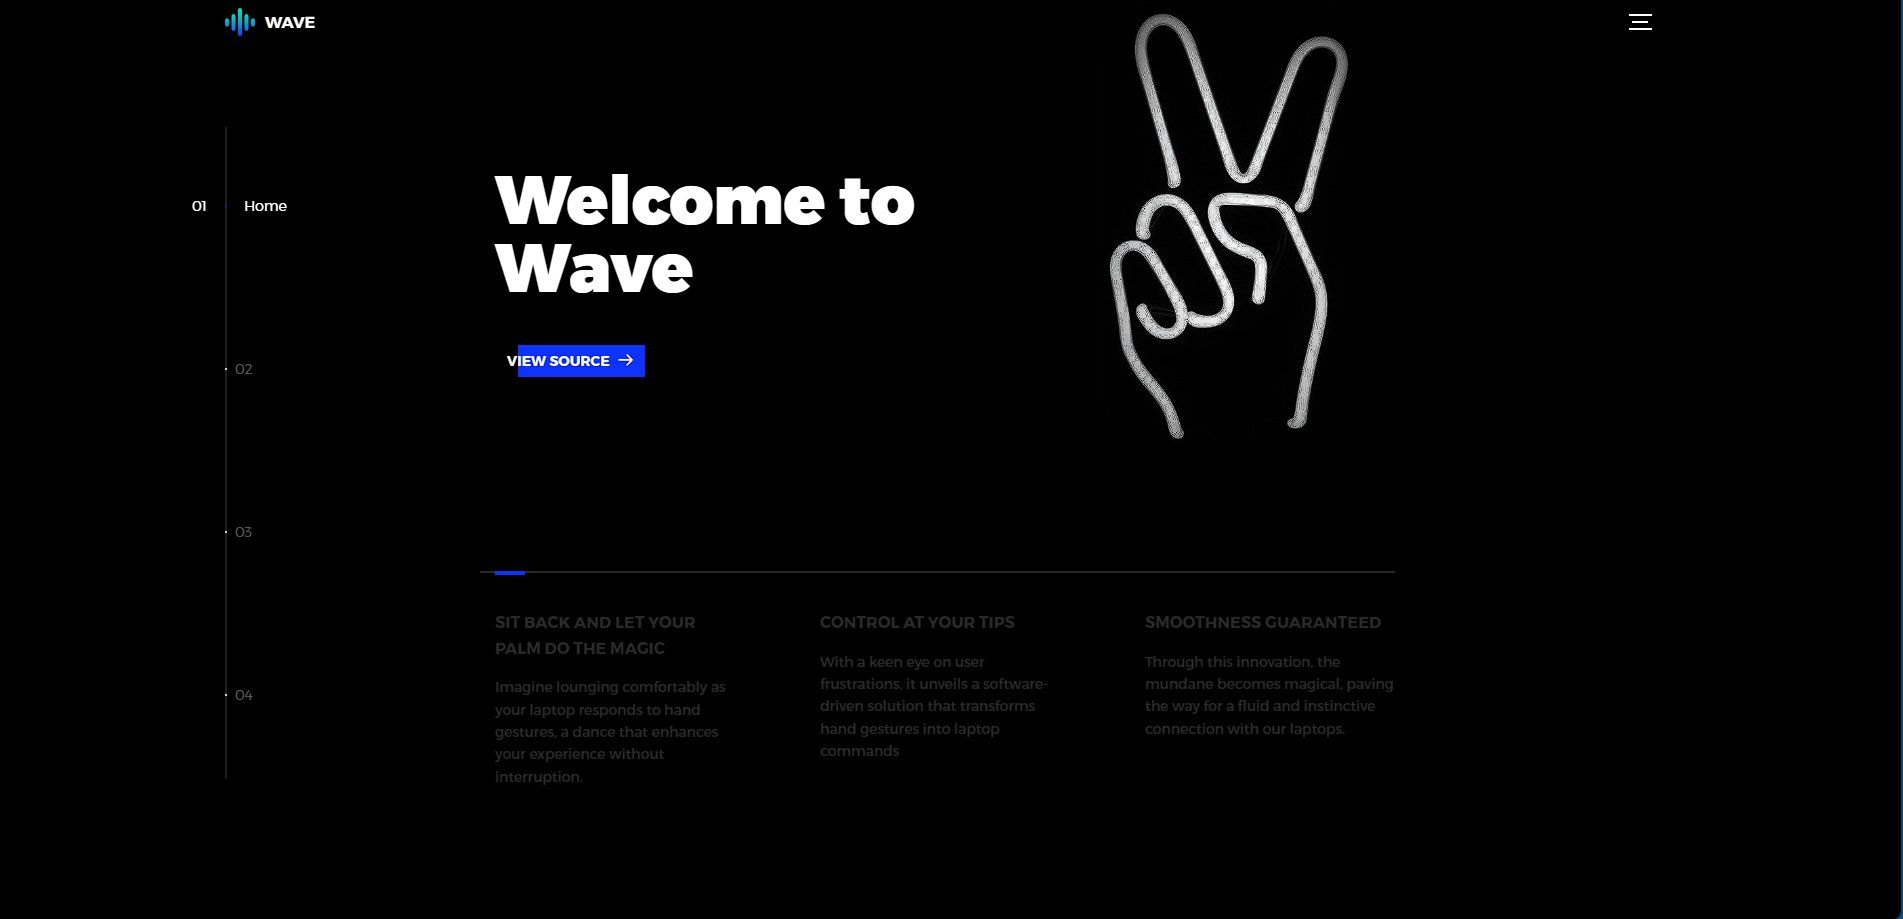 WAVE
01 Home
Welcome to
Wave
VIEW SOURCE
02
03
04
SIT BACK AND LET YOUR
PALM DO THE MAGIC
Imagine lounging comfortably as
your laptop responds to hand
gestures, a dance that enhances
your experience without
interruption.
CONTROL AT YOUR TIPS
With a keen eye on user
frustrations, it unveils a software-
driven solution that transforms
hand gestures into laptop
commands
SMOOTHNESS GUARANTEED
Through this innovation, the
mundane becomes magical, paving
the way for a fluid and instinctive
connection with our laptops.